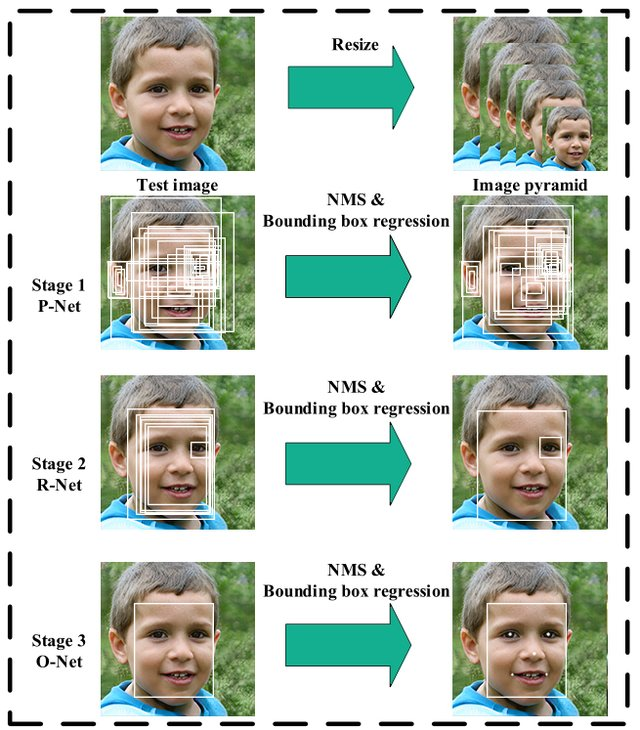 Resize
Test image
Image pyramid
NMS &
Bounding box regression
Stage 1
P-Net
NMS &
Bounding box regression
Stage 2
R-Net
NMS &
Bounding box regression
Stage 3
O-Net